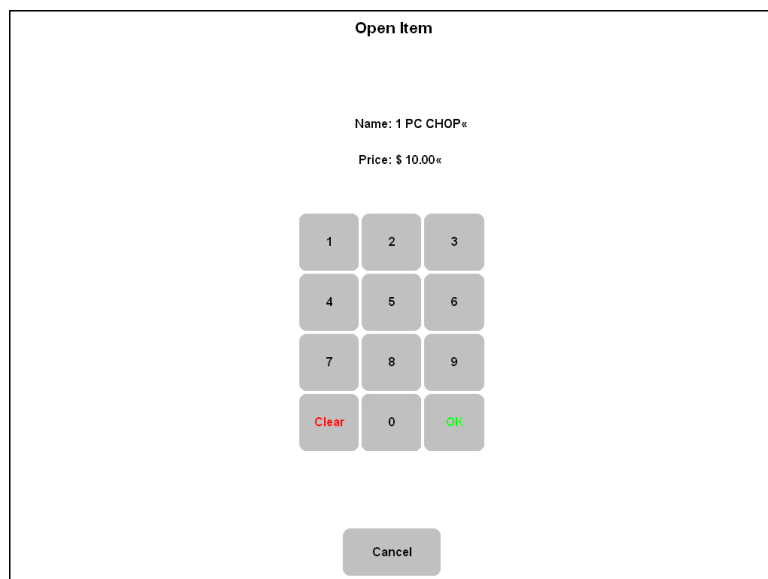 Open Item
Name: 1 PC CHOP«
Price: $ 10.00«
1 2 3
4 5 6
7 8 9
Clear 0 OK
Cancel